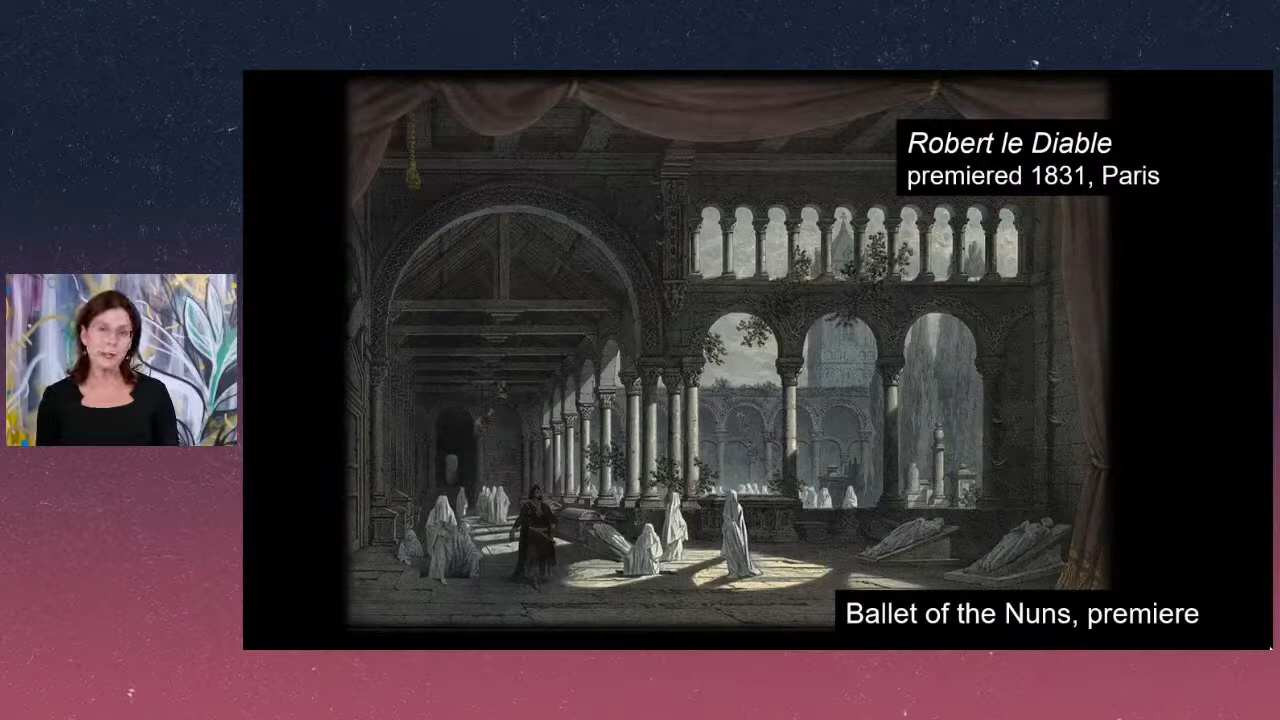 Robert le Diable
premiered 1831, Paris
Ballet of the Nuns, premiere